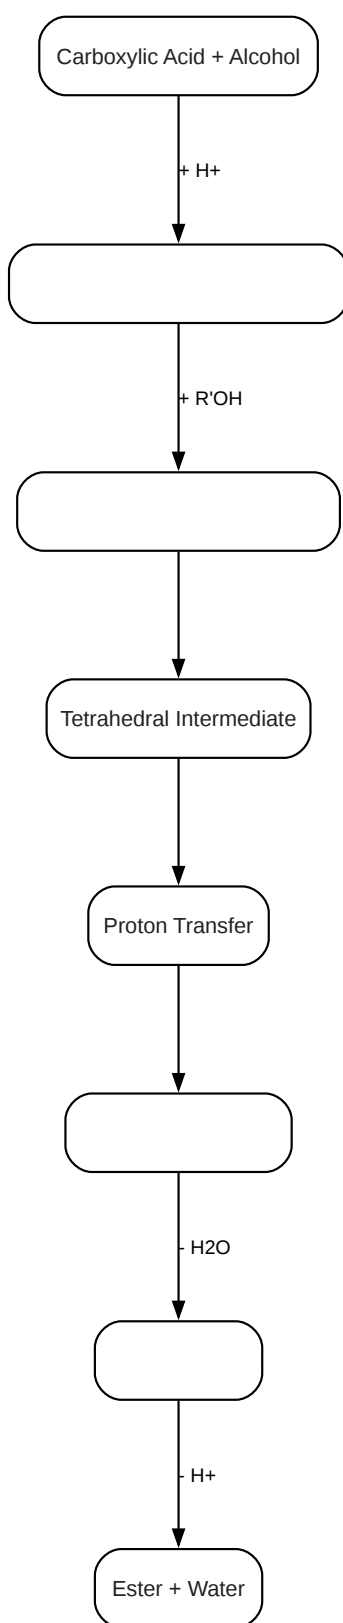 Carboxylic Acid + Alcohol
+ H+
+ R'OH
Tetrahedral Intermediate
Proton Transfer
- H2O
- H+
Ester + Water